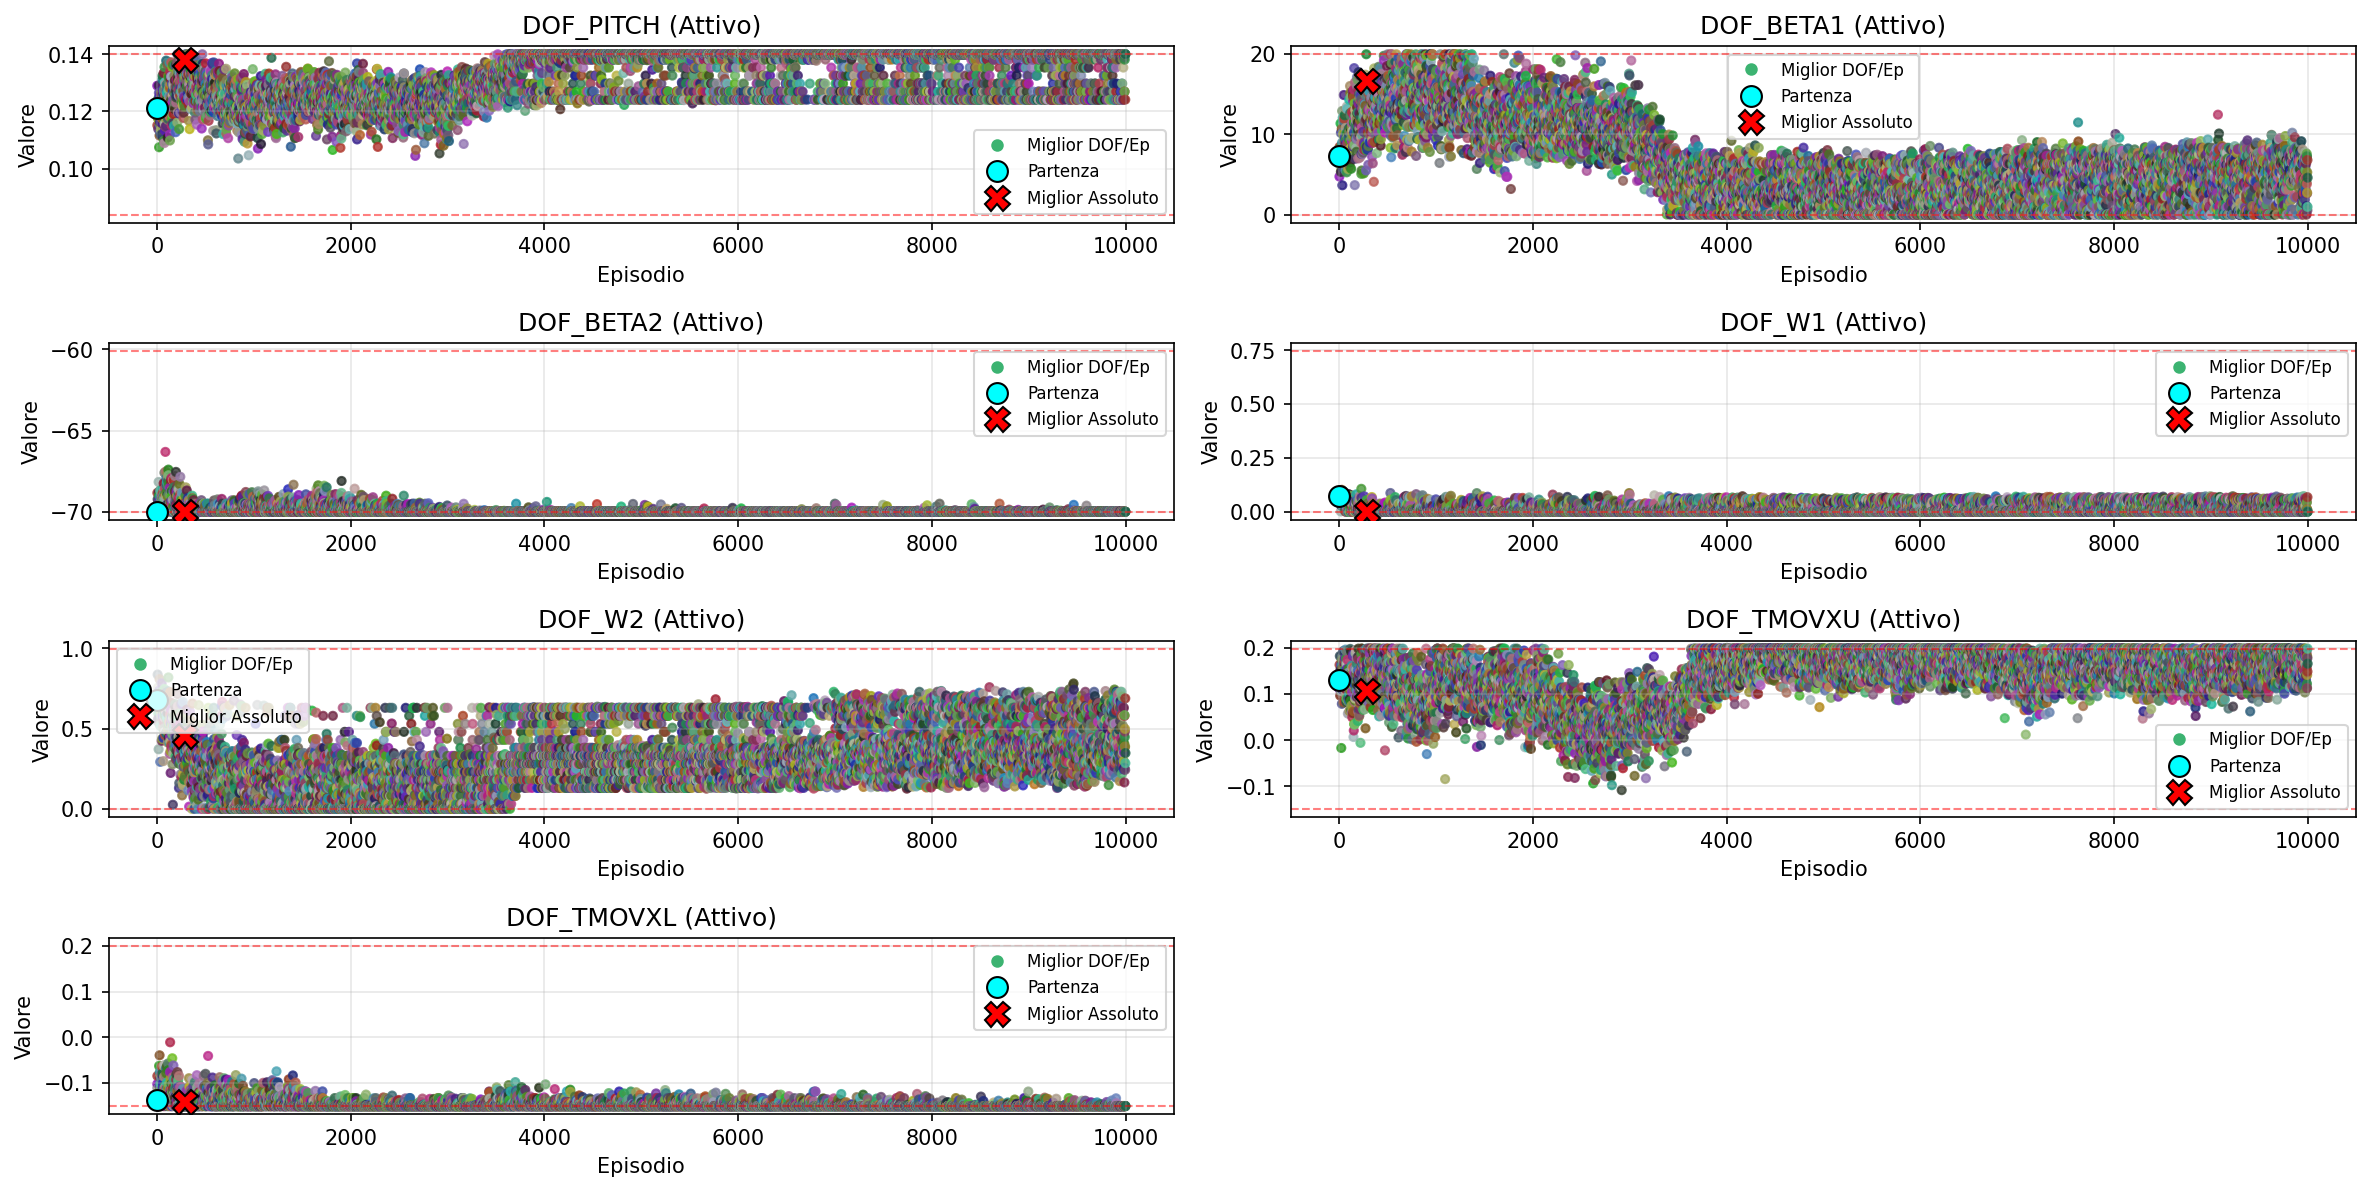 DOF_PITCH (Attivo)
Valore
0.14
0.12
0.10
Miglior DOF/Ep
Partenza
Miglior Assoluto
0 2000 4000 6000 8000 10000
Episodio
DOF_BETA1 (Attivo)
Valore
20
10
0
Miglior DOF/Ep
Partenza
Miglior Assoluto
0 2000 4000 6000 8000 10000
Episodio
DOF_BETA2 (Attivo)
Valore
−60
−65
−70
Miglior DOF/Ep
Partenza
Miglior Assoluto
0 2000 4000 6000 8000 10000
Episodio
DOF_W1 (Attivo)
Valore
0.75
0.50
0.25
0.00
Miglior DOF/Ep
Partenza
Miglior Assoluto
0 2000 4000 6000 8000 10000
Episodio
DOF_W2 (Attivo)
Valore
1.0
0.5
0.0
Miglior DOF/Ep
Partenza
Miglior Assoluto
0 2000 4000 6000 8000 10000
Episodio
DOF_TMOVXU (Attivo)
Valore
0.2
0.1
0.0
−0.1
Miglior DOF/Ep
Partenza
Miglior Assoluto
0 2000 4000 6000 8000 10000
Episodio
DOF_TMOVXL (Attivo)
Valore
0.2
0.1
0.0
−0.1
Miglior DOF/Ep
Partenza
Miglior Assoluto
0 2000 4000 6000 8000 10000
Episodio